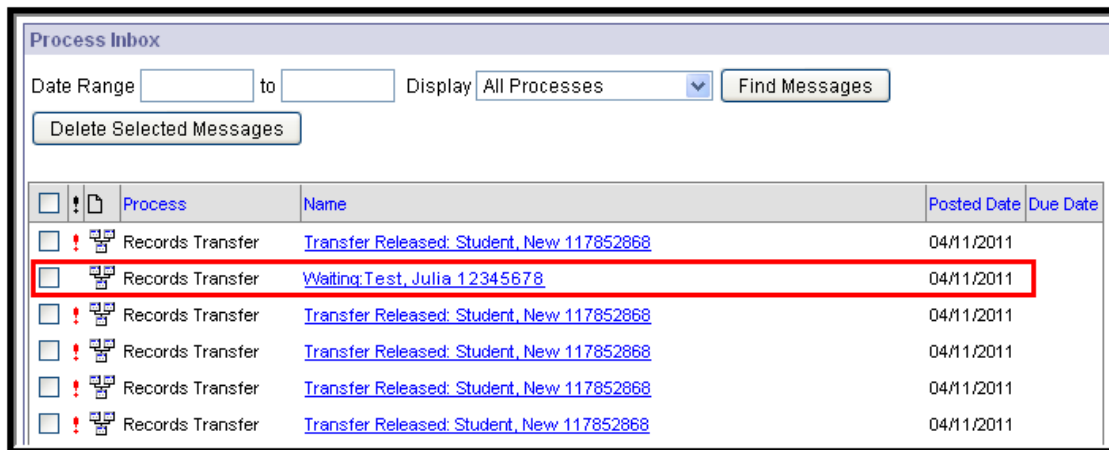 Process Inbox
Date Range to Display All Processes Find Messages
Delete Selected Messages
Process Name Posted Date Due Date
Records Transfer Transfer Released: Student, New 117852868 04/11/2011
Records Transfer Waiting:Test, Julia 12345678 04/11/2011
Records Transfer Transfer Released: Student, New 117852868 04/11/2011
Records Transfer Transfer Released: Student, New 117852868 04/11/2011
Records Transfer Transfer Released: Student, New 117852868 04/11/2011
Records Transfer Transfer Released: Student, New 117852868 04/11/2011